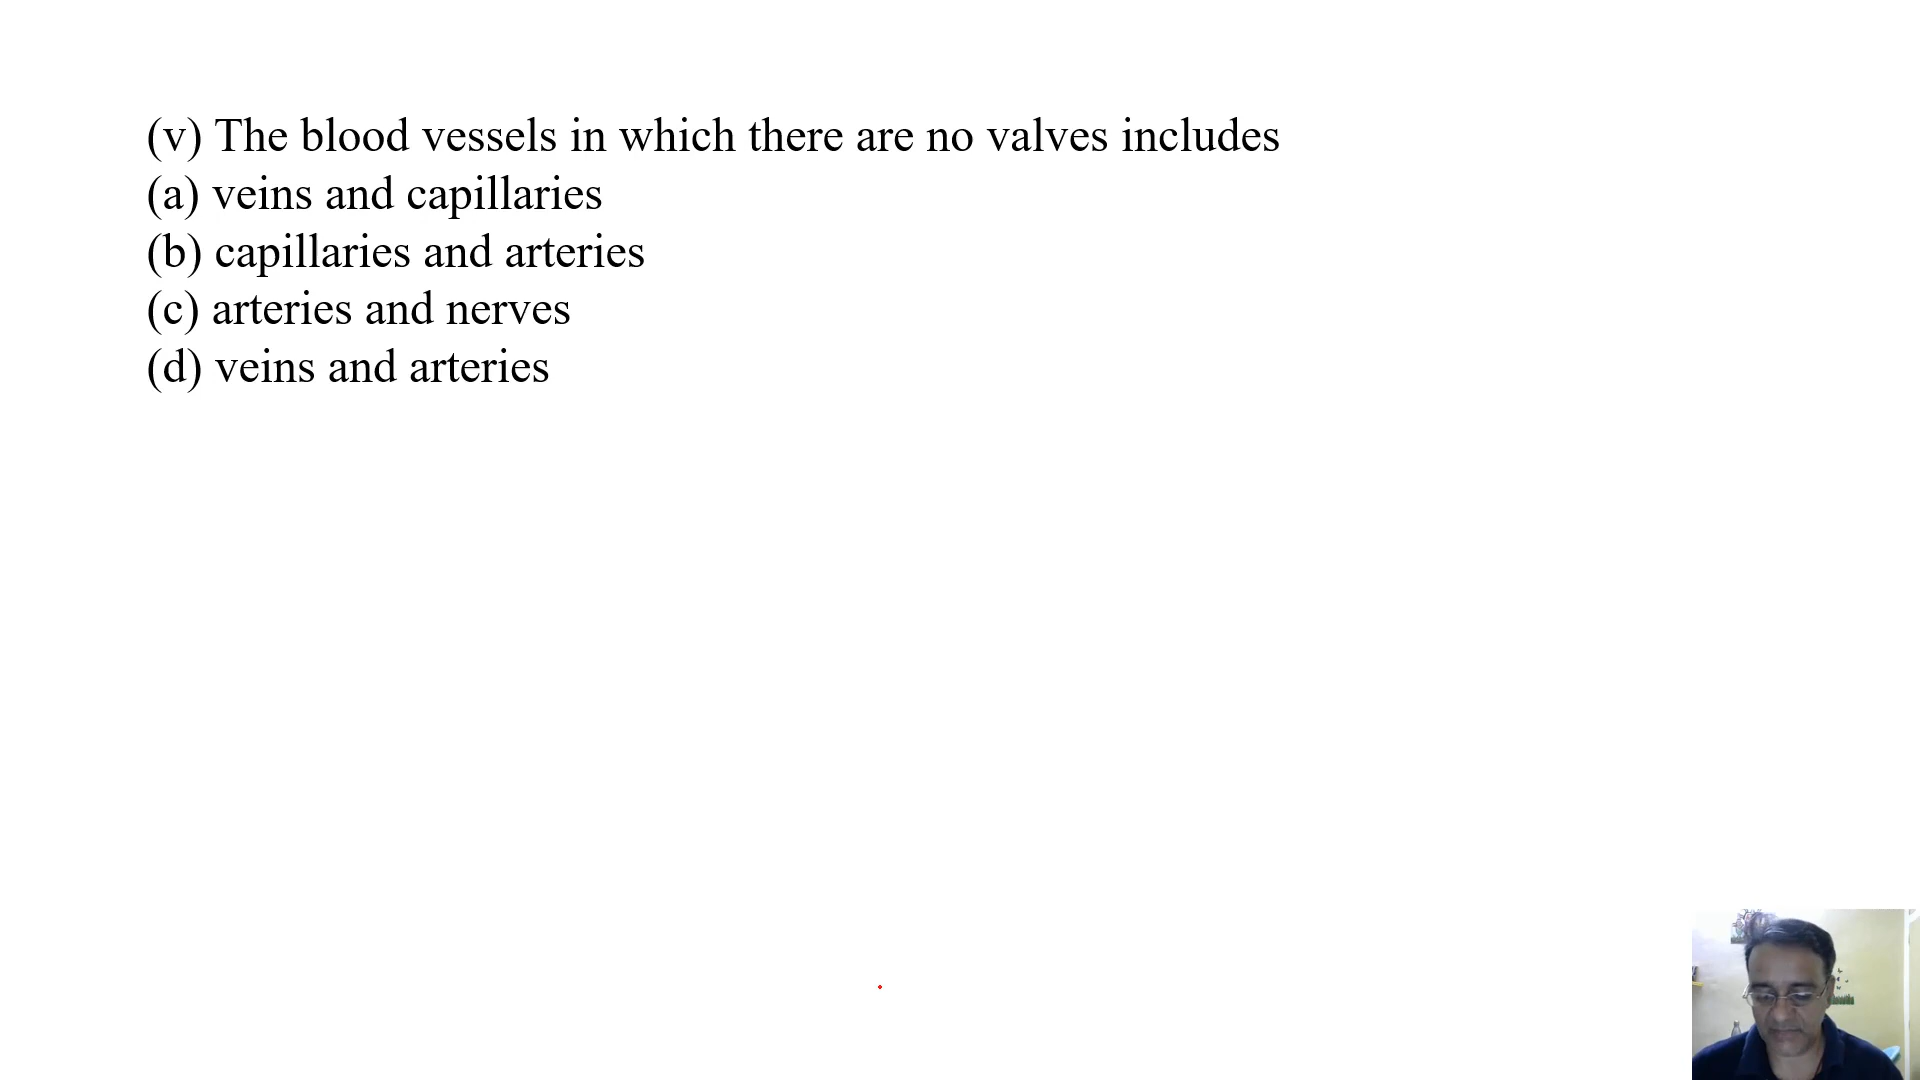 (v) The blood vessels in which there are no valves includes
(a) veins and capillaries
(b) capillaries and arteries
(c) arteries and nerves
(d) veins and arteries